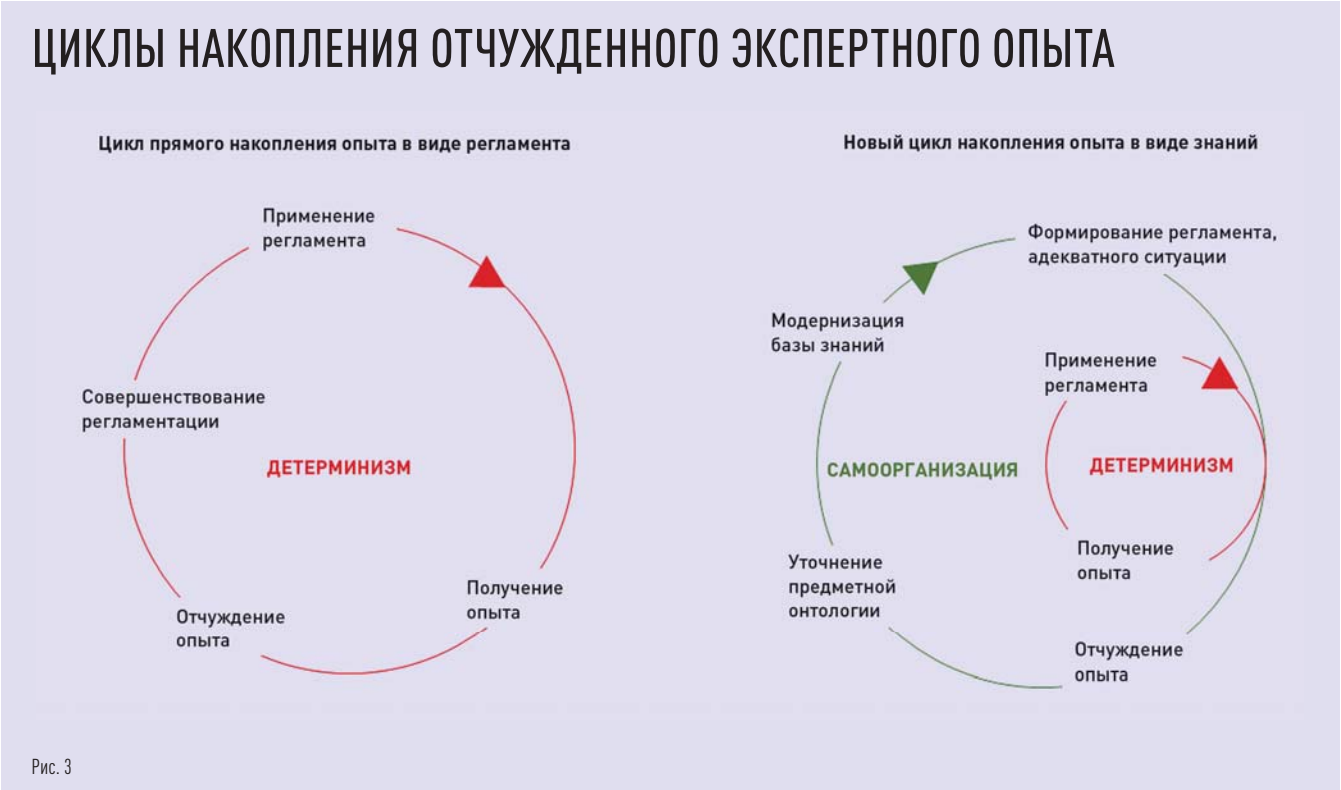 ЦИКЛЫ НАКОПЛЕНИЯ ОТЧУЖДЕННОГО ЭКСПЕРТНОГО ОПЫТА
Цикл прямого накопления опыта в виде регламента
Применение
регламента
Совершенствование
регламентации
ДЕТЕРМИНИЗМ
Получение
опыта
Отчуждение
опыта
Новый цикл накопления опыта в виде знаний
Формирование регламента,
адекватного ситуации
Модернизация
базы знаний
Применение
регламента
САМООРГАНИЗАЦИЯ
ДЕТЕРМИНИЗМ
Получение
опыта
Уточнение
предметной
онтологии
Отчуждение
опыта
Рис. 3